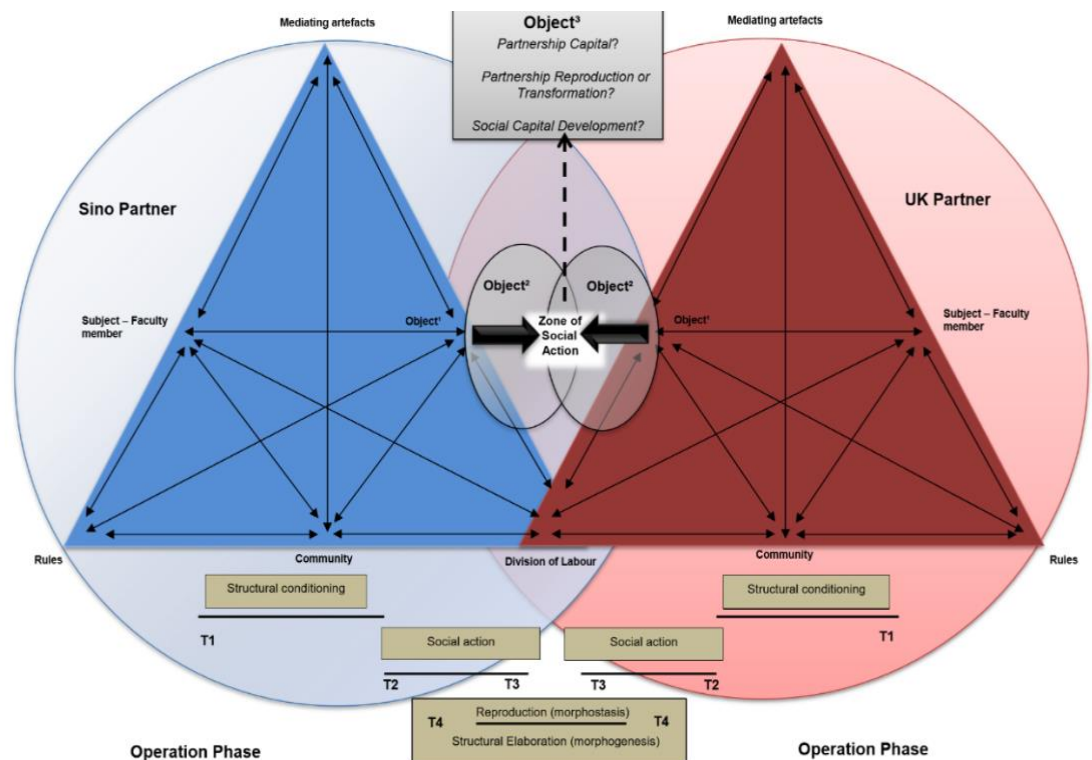 Mediating artefacts
Object³
Partnership Capital?
Partnership Reproduction or
Transformation?
Social Capital Development?
Mediating artefacts
Sino Partner
UK Partner
Object²
Object²
Subject – Faculty
member
Object¹
Zone of
Social
Action
Object¹
Subject – Faculty
member
Rules
Community
Division of Labour
Community
Rules
Structural conditioning
Structural conditioning
T1
T1
Social action
Social action
T2
T3
T3
T2
T4
Reproduction (morphostasis)
T4
Structural Elaboration (morphogenesis)
Operation Phase
Operation Phase